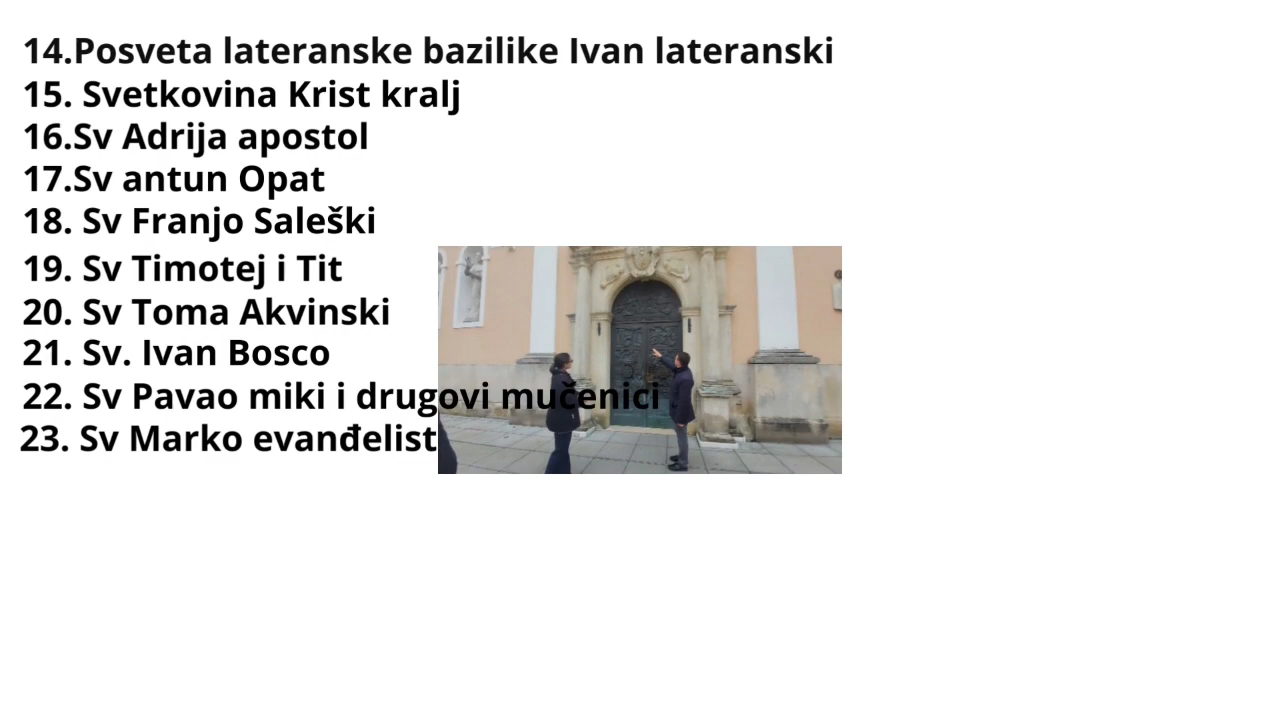 14.Posveta lateranske bazilike Ivan lateranski
15. Svetkovina Krist kralj
16.Sv Adrija apostol
17.Sv antun Opat
18. Sv Franjo Saleški
19. Sv Timotej i Tit
20. Sv Toma Akvinski
21. Sv. Ivan Bosco
22. Sv Pavao miki i drugovi mučenici
23. Sv Marko evanđelist